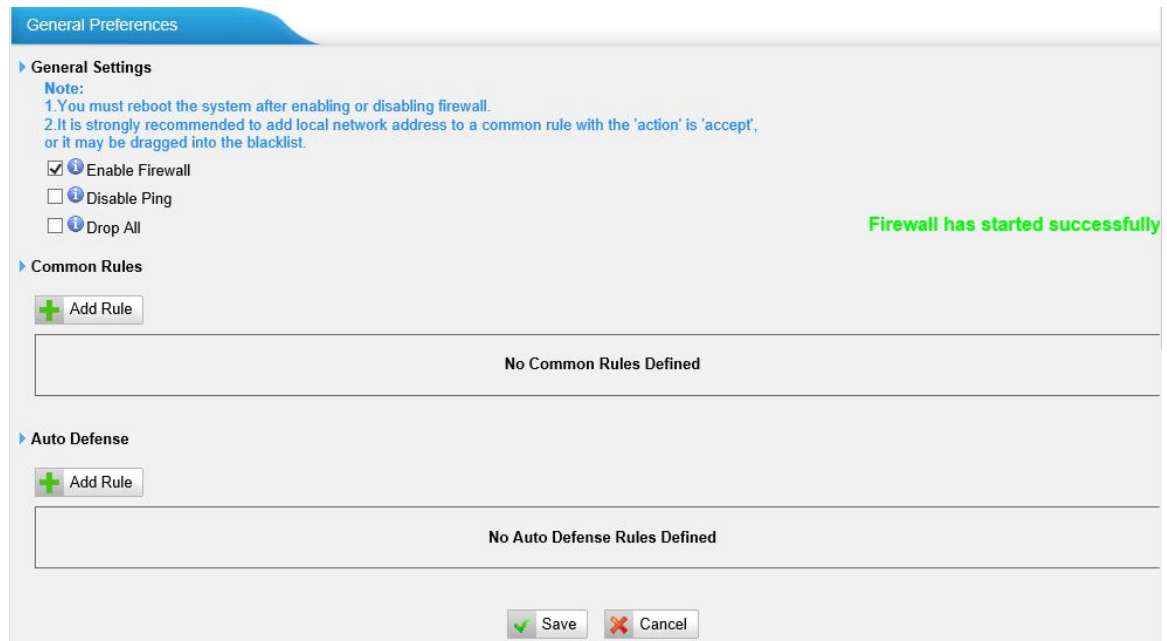 General Preferences
General Settings
Note:
1.You must reboot the system after enabling or disabling firewall.
2.It is strongly recommended to add local network address to a common rule with the 'action' is 'accept',
or it may be dragged into the blacklist.
Enable Firewall
Disable Ping
Drop All
Firewall has started successfully
Common Rules
Add Rule
No Common Rules Defined
Auto Defense
Add Rule
No Auto Defense Rules Defined
Save Cancel